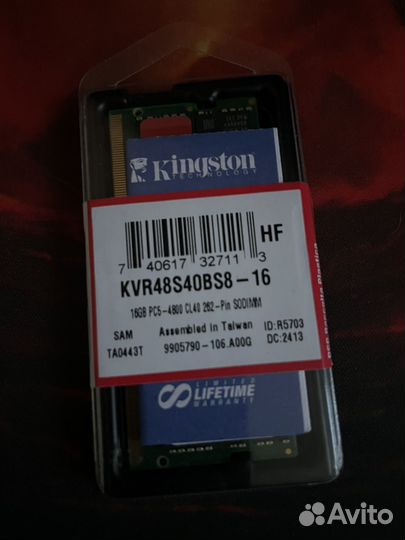 Kingston
TECHNOLOGY
HF
7 40617 32711 3
KVR48S40BS8-16
16GB PC5-4800 CL40 262-Pin SODIMM
SAM Assembled in Taiwan ID:R5703
TA0443T 9905790-106.A00G DC:2413
LIMITED
LIFETIME
WARRANTY
Avito